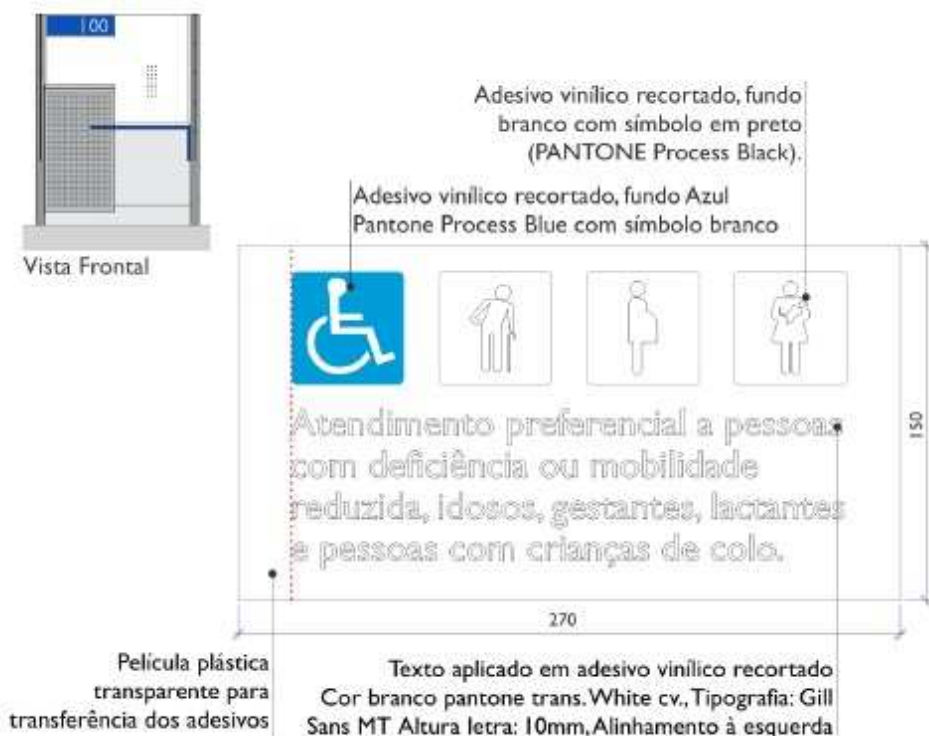 100
Vista Frontal
Adesivo vinílico recortado, fundo
branco com símbolo em preto
(PANTONE Process Black).
Adesivo vinílico recortado, fundo Azul
Pantone Process Blue com símbolo branco
Atendimento preferencial a pessoas
com deficiência ou mobilidade
reduzida, idosos, gestantes, lactantes
e pessoas com crianças de colo.
150
270
Película plástica
transparente para
transferência dos adesivos
Texto aplicado em adesivo vinílico recortado
Cor branco pantone trans. White cv., Tipografia: Gill
Sans MT Altura letra: 10mm, Alinhamento à esquerda